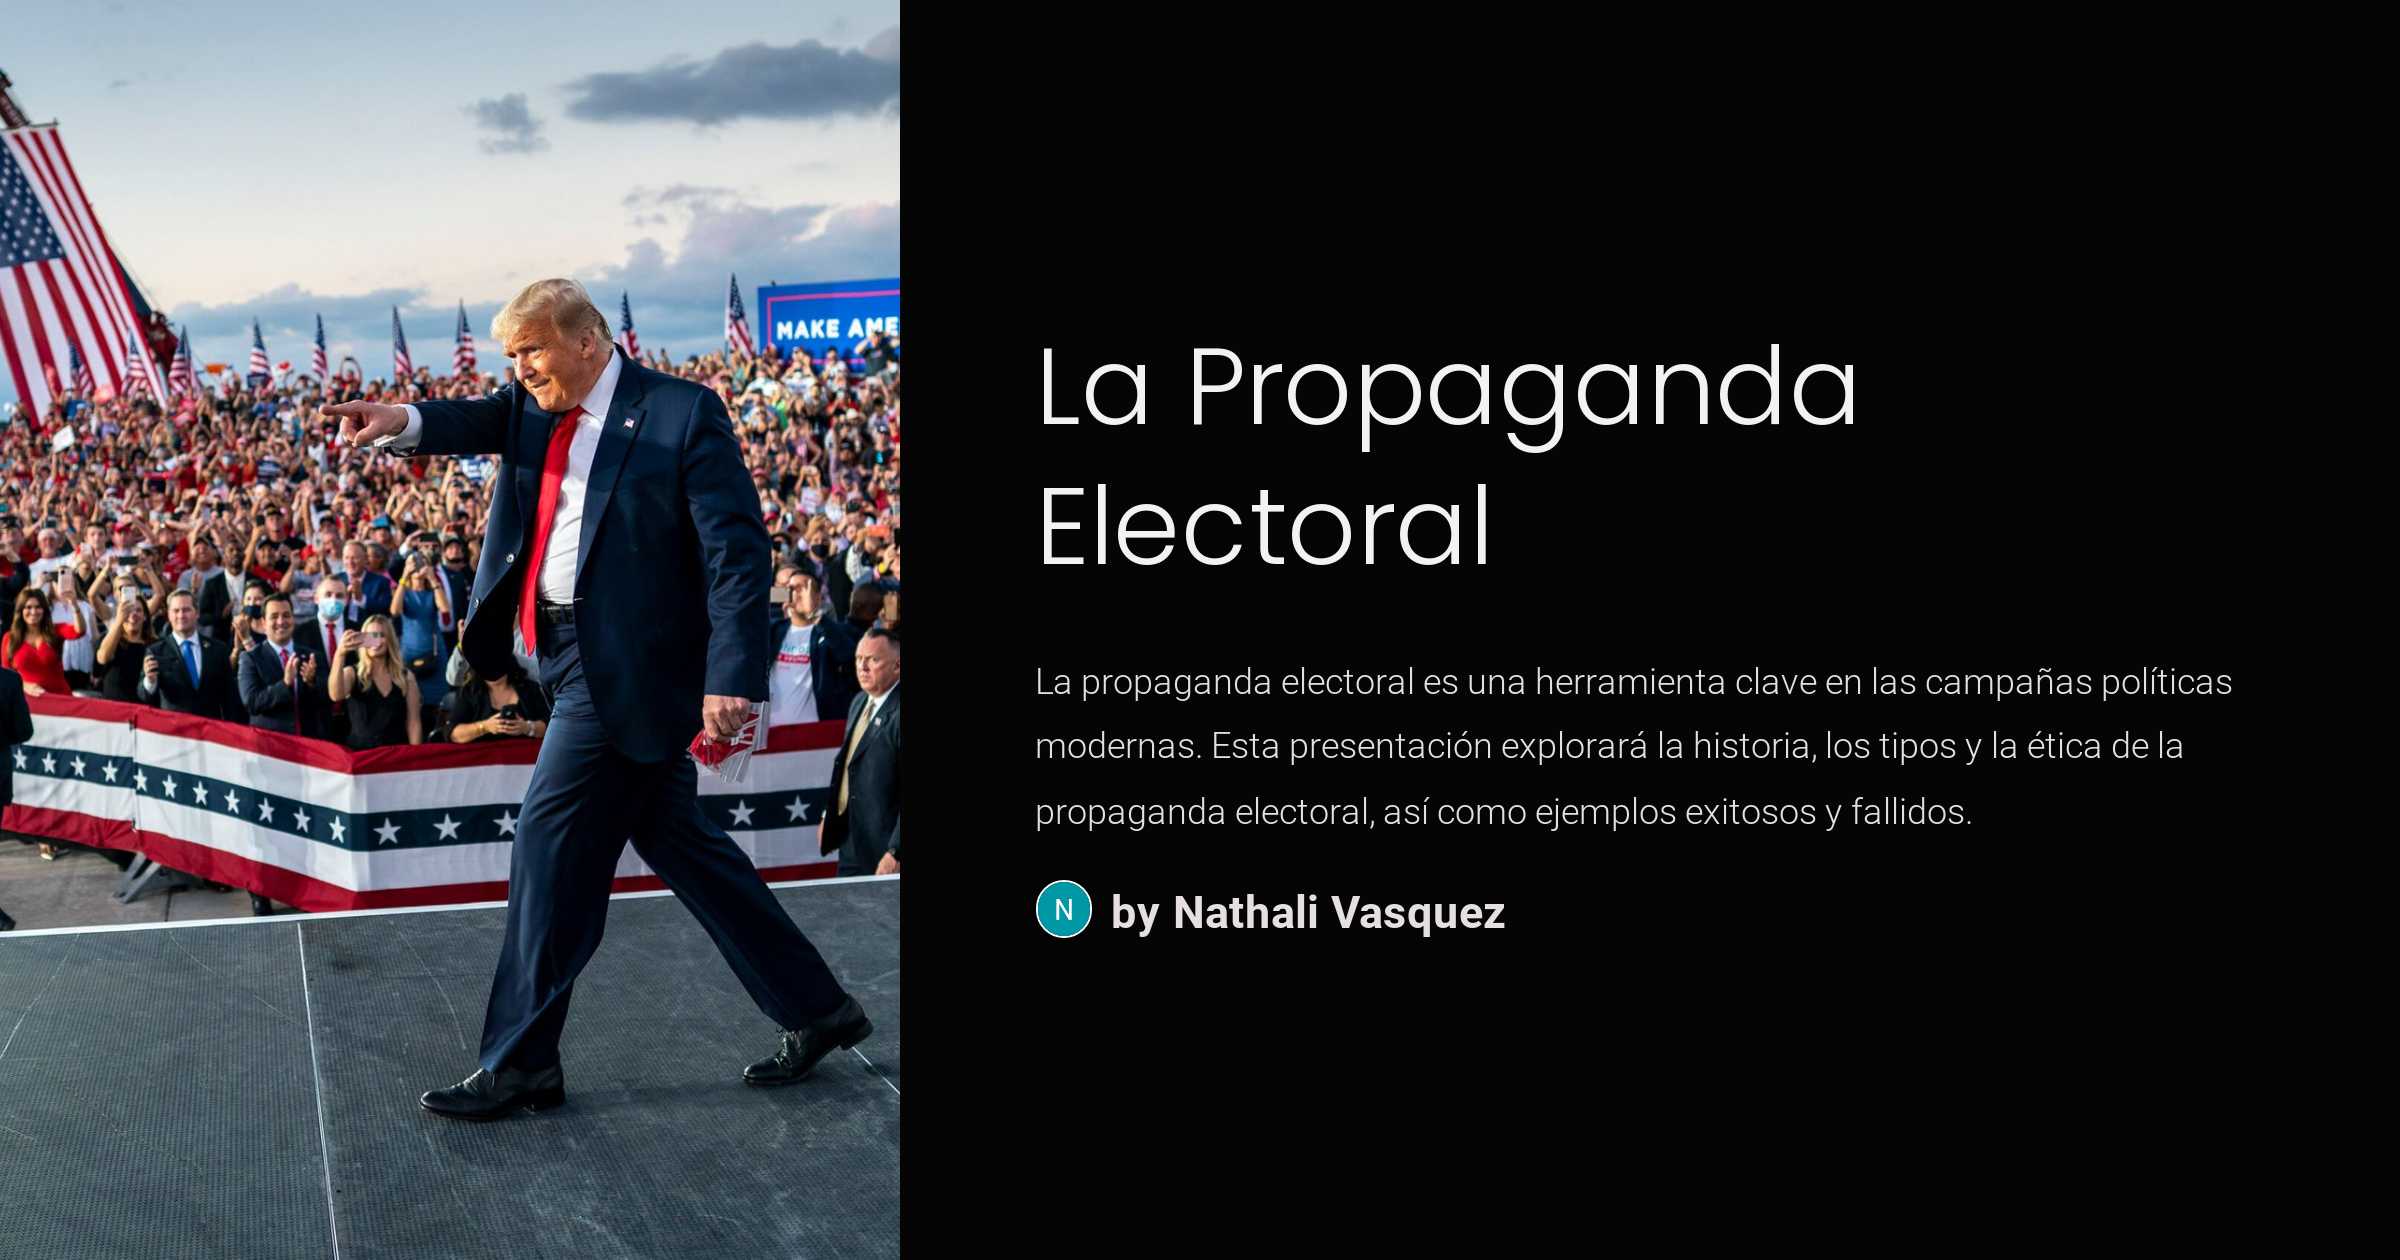 MAKE AME
La Propaganda
Electoral
La propaganda electoral es una herramienta clave en las campañas políticas
modernas. Esta presentación explorará la historia, los tipos y la ética de la
propaganda electoral, así como ejemplos exitosos y fallidos.
N by Nathali Vasquez